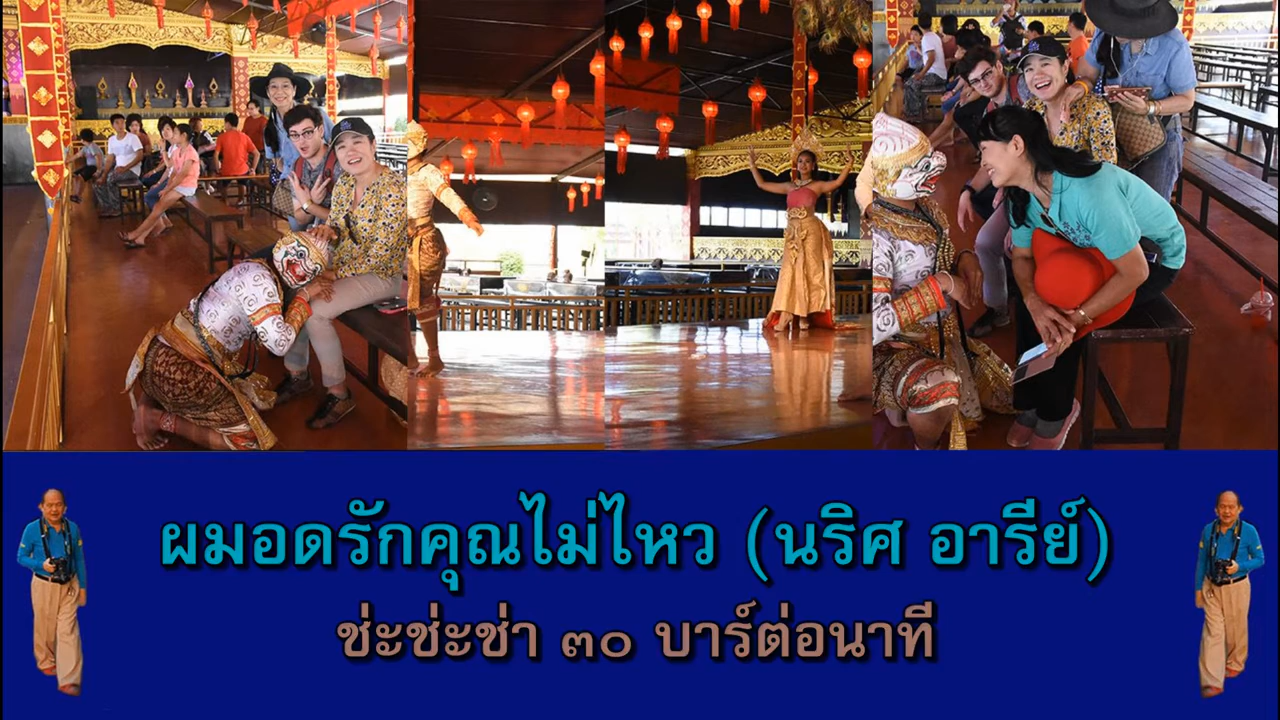 ผมอดรักคุณไม่ไหว (นริศ อารีย์)
ช่ะช่ะช่า ๓๐ บาร์ต่อนาที